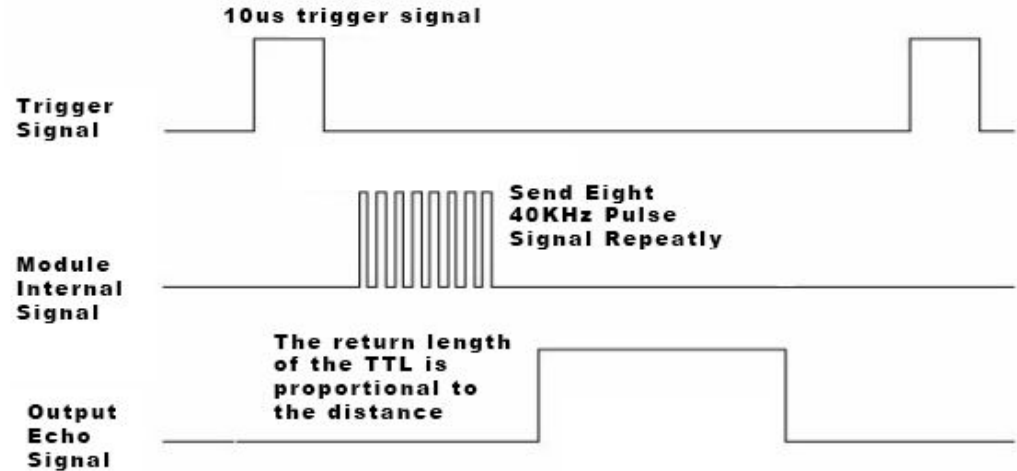 10us trigger signal
Trigger
Signal
Send Eight
40KHz Pulse
Signal Repeatly
Module
Internal
Signal
The return length
of the TTL is
proportional to
the distance
Output
Echo
Signal